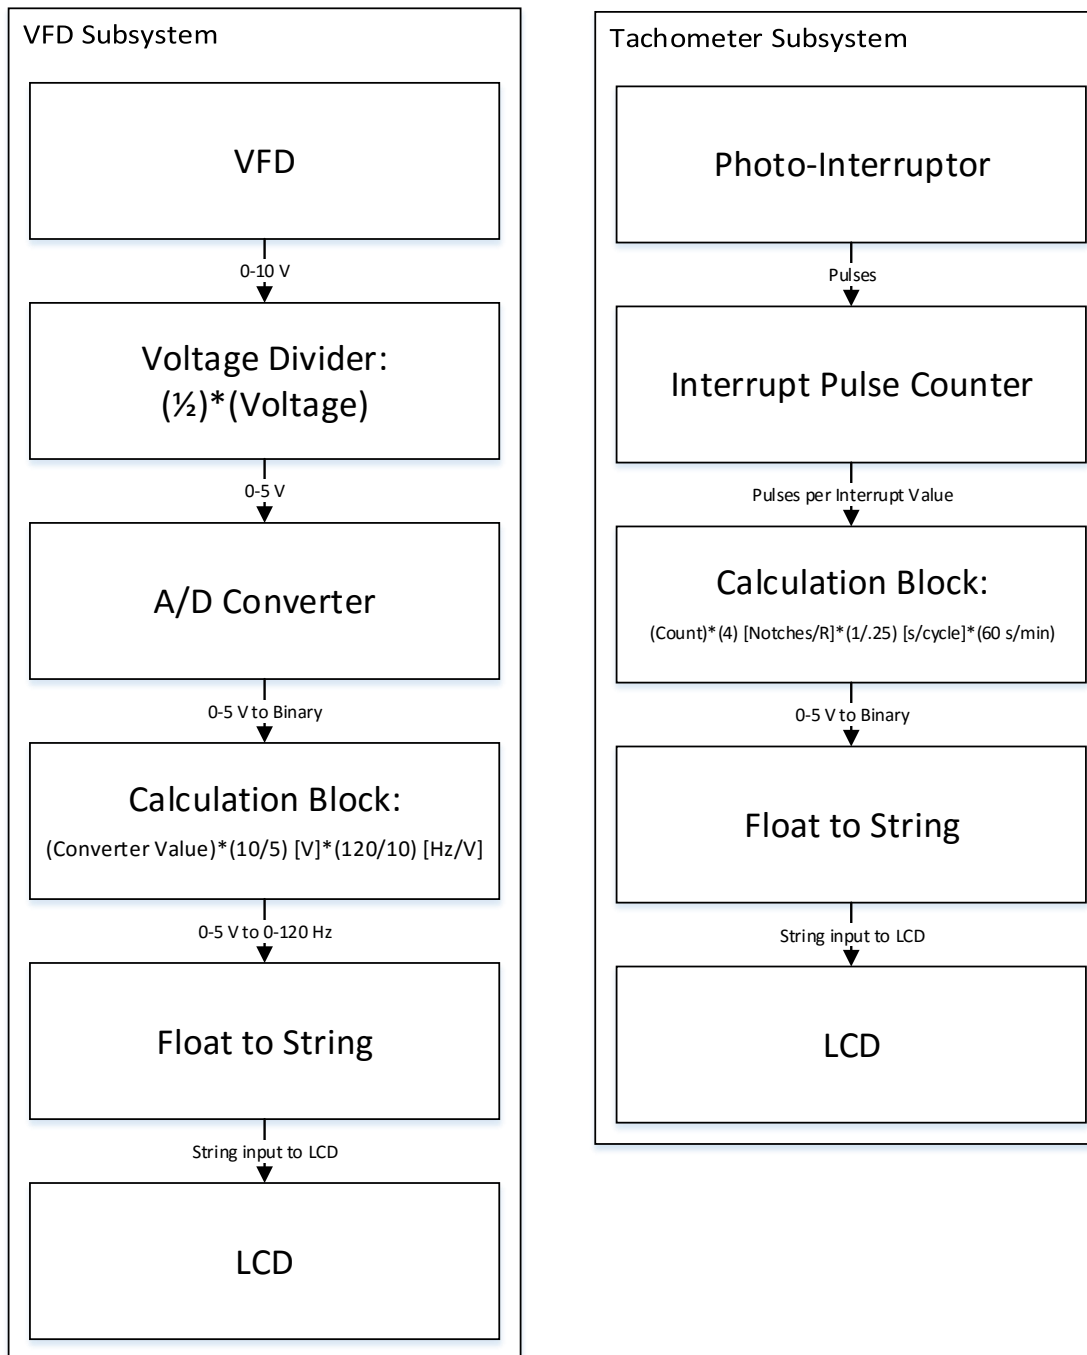 VFD Subsystem
VFD
0-10 V
Voltage Divider:
(½)*(Voltage)
0-5 V
A/D Converter
0-5 V to Binary
Calculation Block:
(Converter Value)*(10/5) [V]*(120/10) [Hz/V]
0-5 V to 0-120 Hz
Float to String
String input to LCD
LCD
Tachometer Subsystem
Photo-Interruptor
Pulses
Interrupt Pulse Counter
Pulses per Interrupt Value
Calculation Block:
(Count)*(4) [Notches/R]*(1/.25) [s/cycle]*(60 s/min)
0-5 V to Binary
Float to String
String input to LCD
LCD